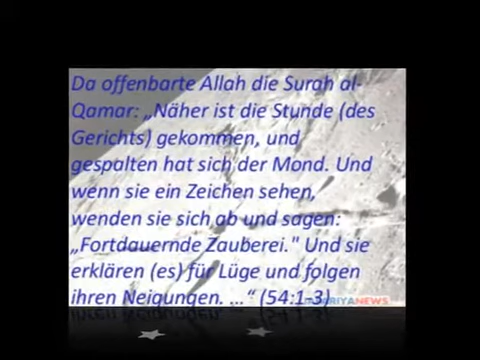 Da offenbarte Allah die Surah al-
Qamar: „Näher ist die Stunde (des
Gerichts) gekommen, und
gespalten hat sich der Mond. Und
wenn sie ein Zeichen sehen,
wenden sie sich ab und sagen:
„Fortdauernde Zauberei." Und sie
erklären (es) für Lüge und folgen
ihren Neigungen. …“ (54:1-3)